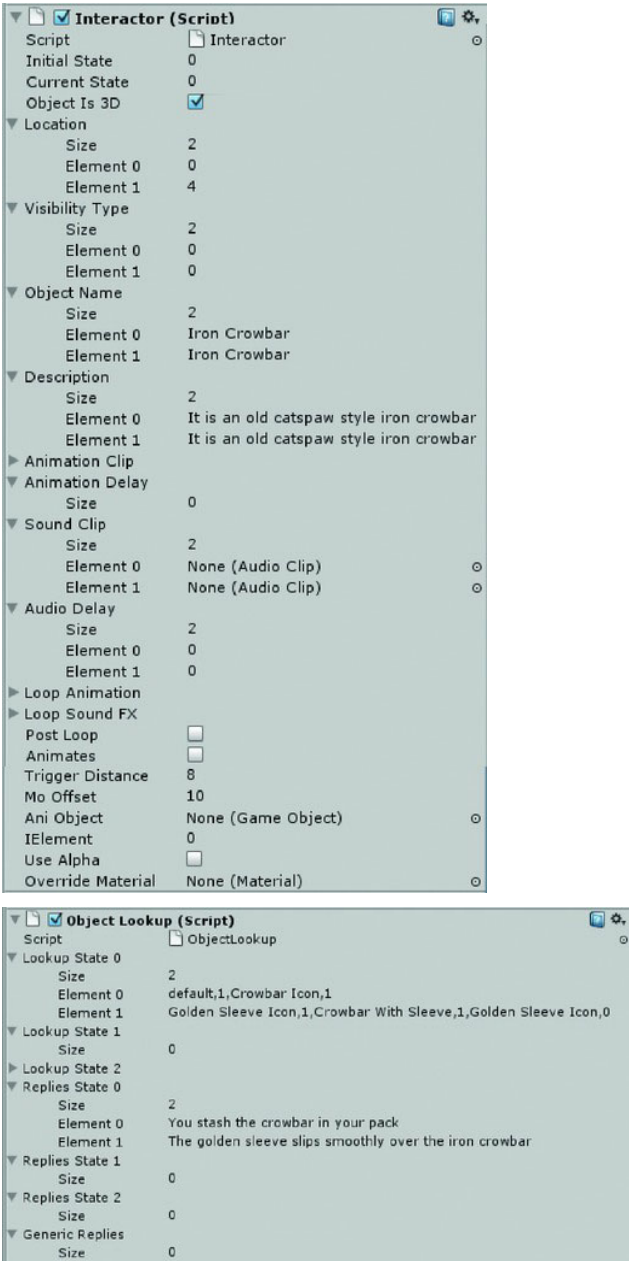 Interactor (Script)
Script Interactor
Initial State 0
Current State 0
Object Is 3D
Location
Size 2
Element 0 0
Element 1 4
Visibility Type
Size 2
Element 0 0
Element 1 0
Object Name
Size 2
Element 0 Iron Crowbar
Element 1 Iron Crowbar
Description
Size 2
Element 0 It is an old catspaw style iron crowbar
Element 1 It is an old catspaw style iron crowbar
Animation Clip
Animation Delay
Size 0
Sound Clip
Size 2
Element 0 None (Audio Clip)
Element 1 None (Audio Clip)
Audio Delay
Size 2
Element 0 0
Element 1 0
Loop Animation
Loop Sound FX
Post Loop
Animates
Trigger Distance 8
Mo Offset 10
Ani Object None (Game Object)
IElement 0
Use Alpha
Override Material None (Material)
Object Lookup (Script)
Script ObjectLookup
Lookup State 0
Size 2
Element 0 default,1,Crowbar Icon,1
Element 1 Golden Sleeve Icon,1,Crowbar With Sleeve,1,Golden Sleeve Icon,0
Lookup State 1
Size 0
Lookup State 2
Replies State 0
Size 2
Element 0 You stash the crowbar in your pack
Element 1 The golden sleeve slips smoothly over the iron crowbar
Replies State 1
Size 0
Replies State 2
Size 0
Generic Replies
Size 0